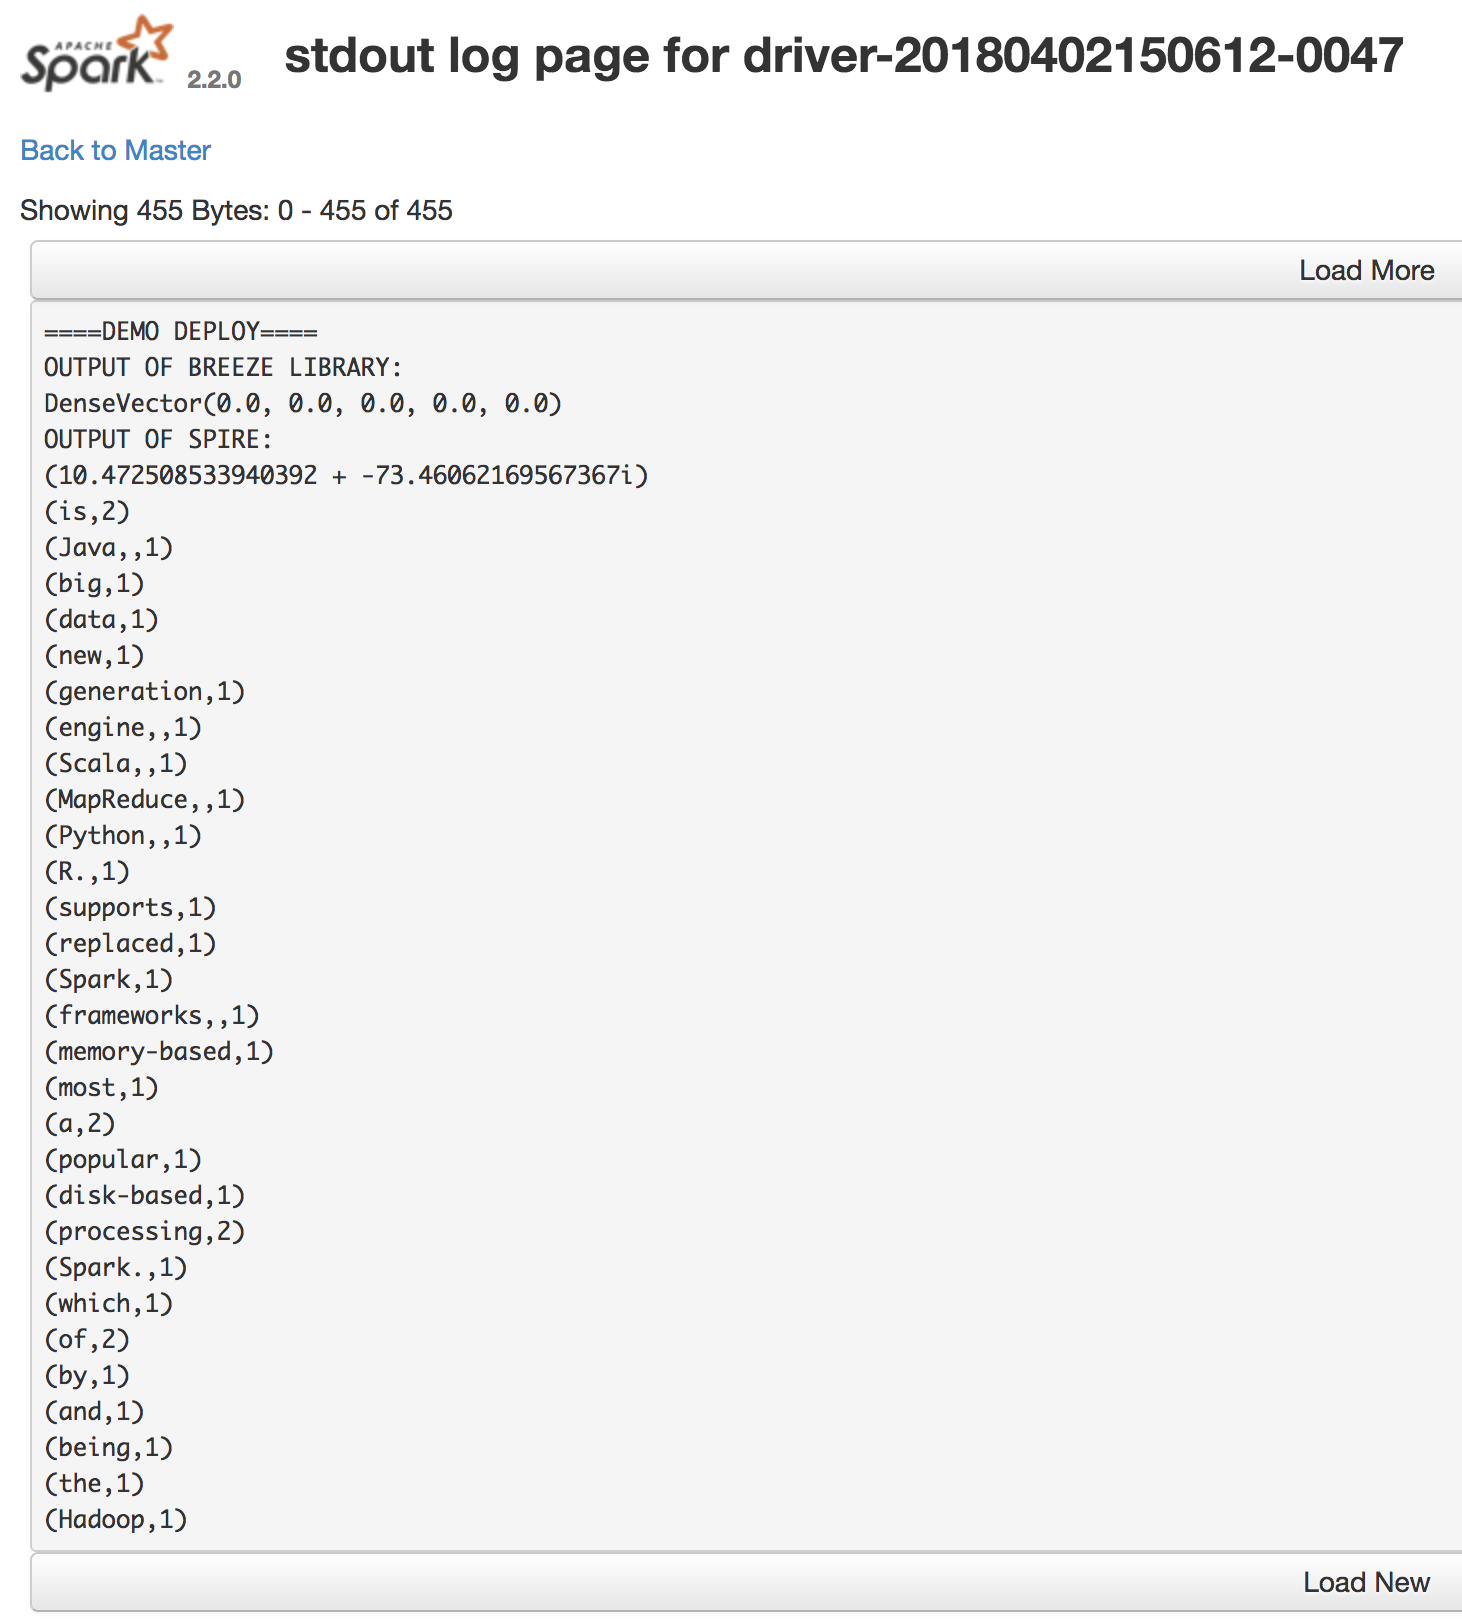 APACHE
Spark 2.2.0
stdout log page for driver-20180402150612-0047
Back to Master
Showing 455 Bytes: 0 - 455 of 455
Load More
====DEMO DEPLOY====
OUTPUT OF BREEZE LIBRARY:
DenseVector(0.0, 0.0, 0.0, 0.0, 0.0)
OUTPUT OF SPIRE:
(10.472508533940392 + -73.46062169567367i)
(is,2)
(Java,,1)
(big,1)
(data,1)
(new,1)
(generation,1)
(engine,,1)
(Scala,,1)
(MapReduce,,1)
(Python,,1)
(R.,1)
(supports,1)
(replaced,1)
(Spark,1)
(frameworks,,1)
(memory-based,1)
(most,1)
(a,2)
(popular,1)
(disk-based,1)
(processing,2)
(Spark.,1)
(which,1)
(of,2)
(by,1)
(and,1)
(being,1)
(the,1)
(Hadoop,1)
Load New